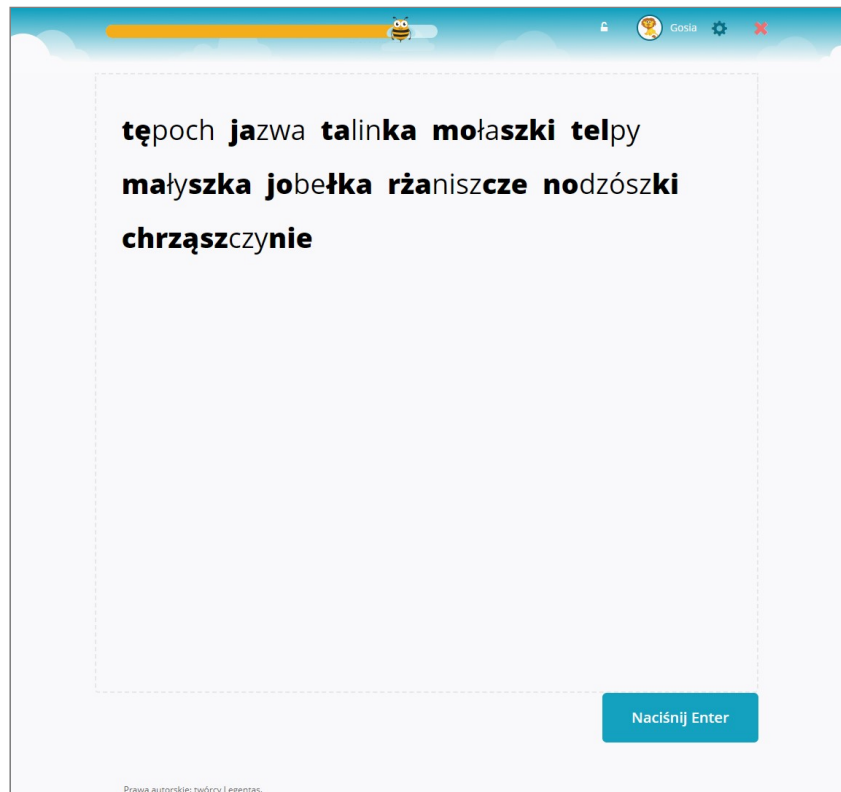 Gosia
tępoch jazwa talinka mołaszki telpy
małyszka jobełka rżaniszcze nodzószki
chrząszczynie
Naciśnij Enter
Prawa autorskie: twórcy Legentas.